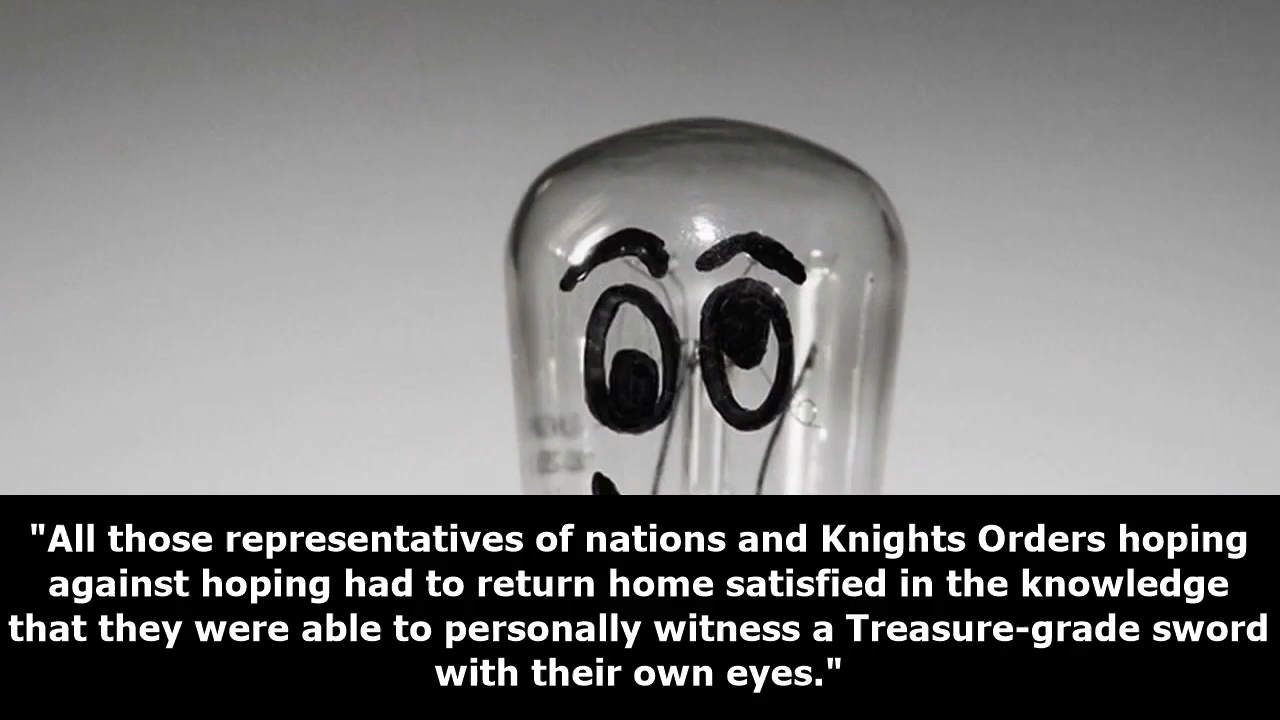 "All those representatives of nations and Knights Orders hoping
against hoping had to return home satisfied in the knowledge
that they were able to personally witness a Treasure-grade sword
with their own eyes."